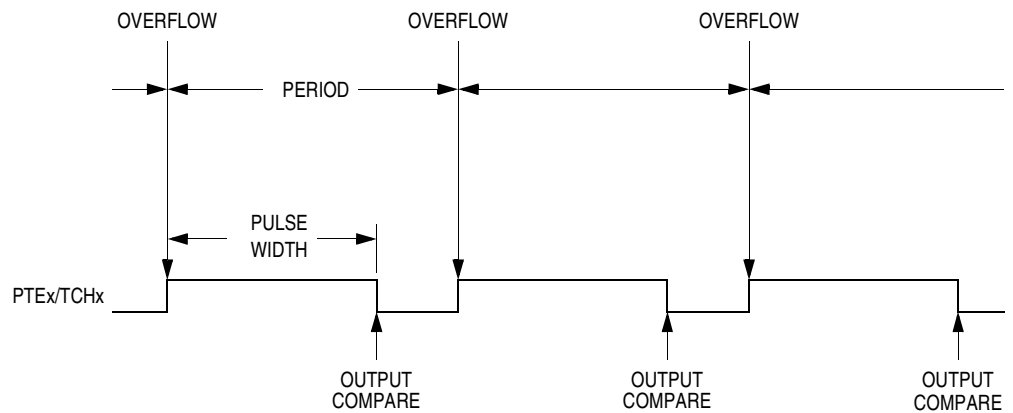 OVERFLOW OVERFLOW OVERFLOW
PERIOD
PULSE
WIDTH
PTEx/TCHx
OUTPUT
COMPARE
OUTPUT
COMPARE
OUTPUT
COMPARE